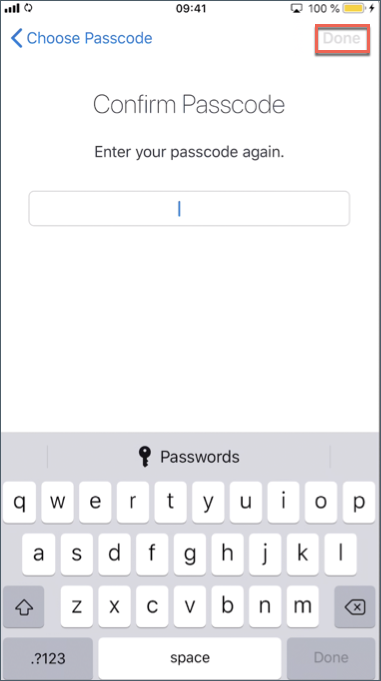 09:41 100 %
Choose Passcode Done
Confirm Passcode
Enter your passcode again.
Passwords
q w e r t y u i o p
a s d f g h j k l
z x c v b n m
.?123 space Done